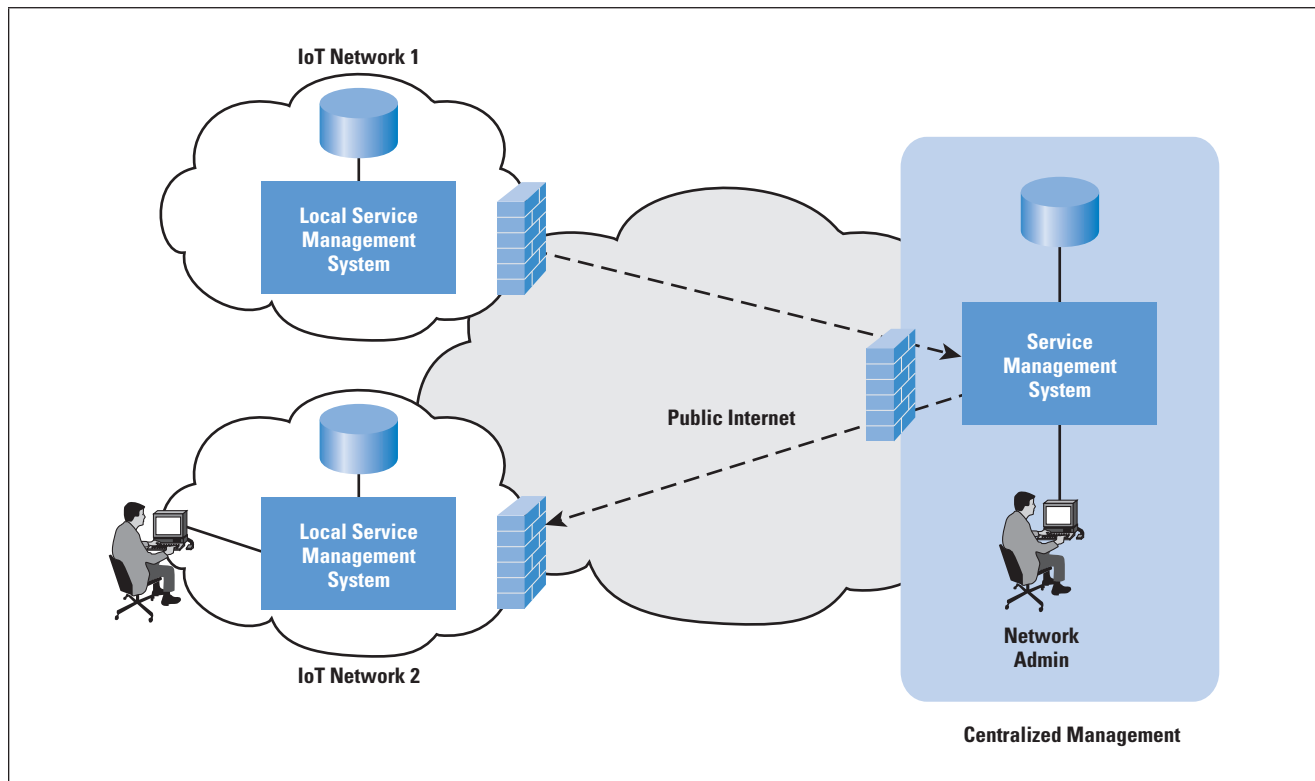 IoT Network 1
Local Service
Management
System
Service
Management
System
Public Internet
Local Service
Management
System
Network
Admin
IoT Network 2
Centralized Management